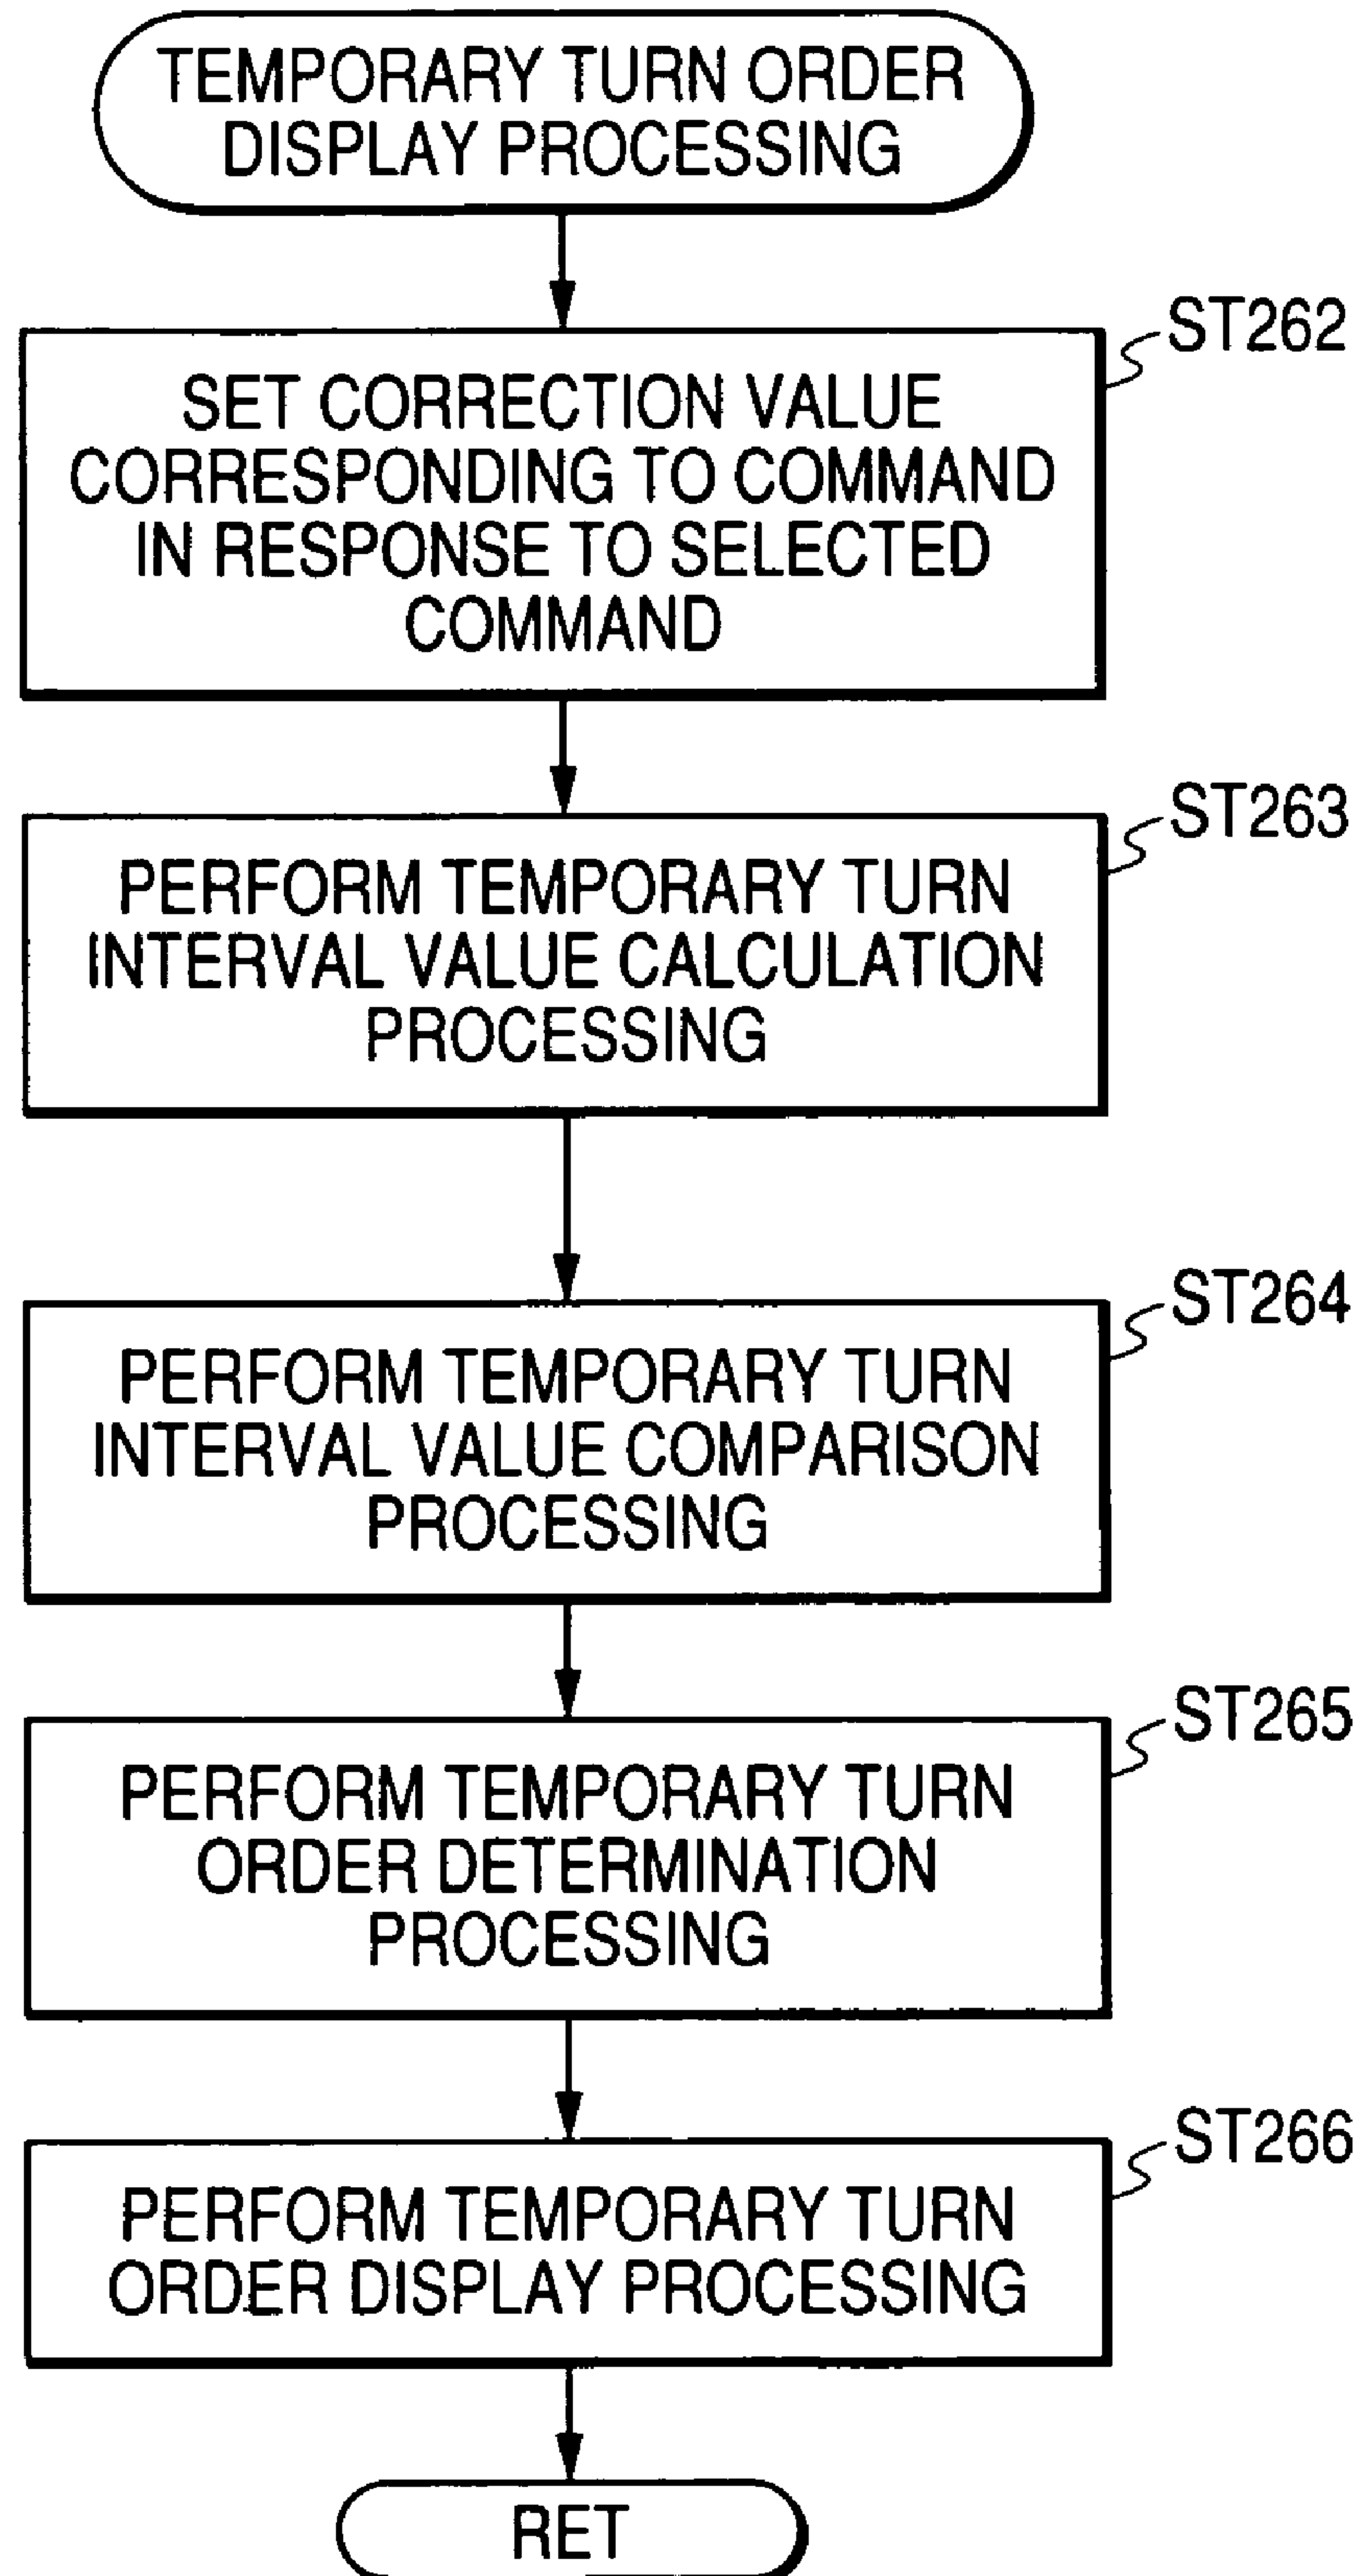 TEMPORARY TURN ORDER
DISPLAY PROCESSING
ST262
SET CORRECTION VALUE
CORRESPONDING TO COMMAND
IN RESPONSE TO SELECTED
COMMAND
ST263
PERFORM TEMPORARY TURN
INTERVAL VALUE CALCULATION
PROCESSING
ST264
PERFORM TEMPORARY TURN
INTERVAL VALUE COMPARISON
PROCESSING
ST265
PERFORM TEMPORARY TURN
ORDER DETERMINATION
PROCESSING
ST266
PERFORM TEMPORARY TURN
ORDER DISPLAY PROCESSING
RET